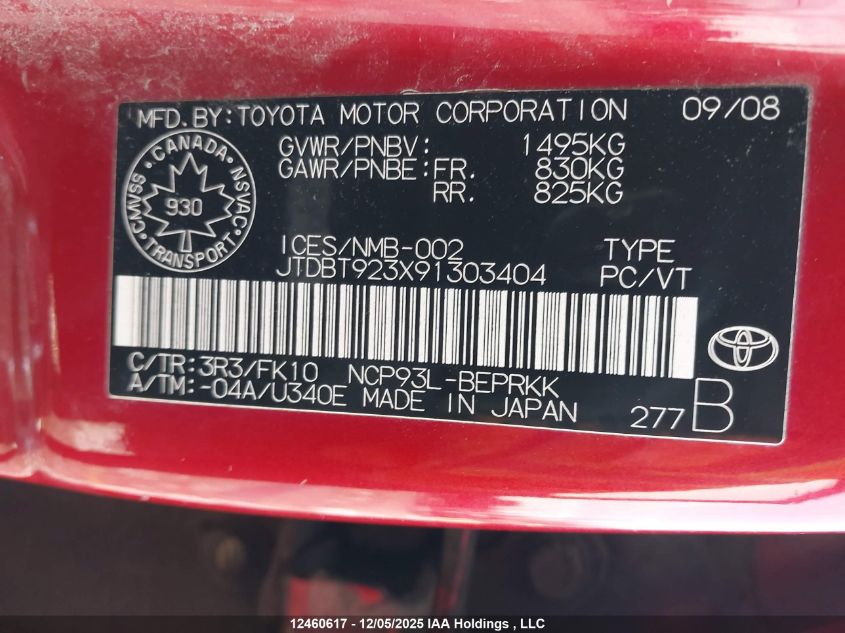 MFD.BY:TOYOTA MOTOR CORPORATION 09/08
GVWR/PNBV: 1495KG
GAWR/PNBE:FR. 830KG
RR. 825KG
CANADA
CMVSS 930 NSVAC
TRANSPORT
ICES/NMB-002 TYPE
JTDBT923X91303404 PC/VT
C/TR:3R3/FK10 NCP93L-BEPRKK
A/TM:-04A/U340E MADE IN JAPAN 277 B
12460617 - 12/05/2025 IAA Holdings , LLC